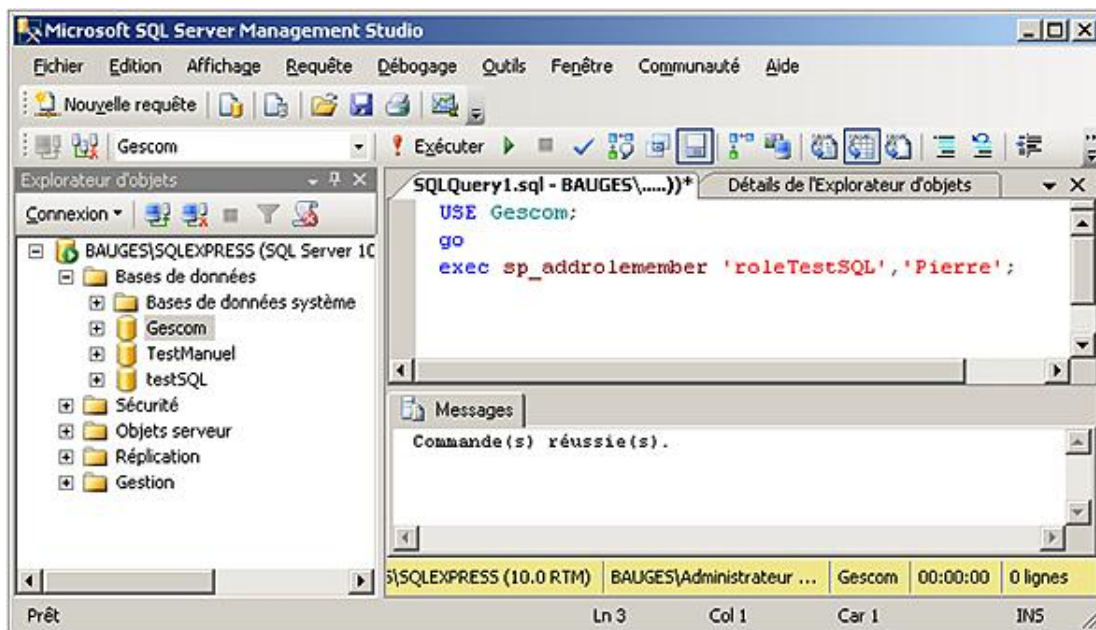 Microsoft SQL Server Management Studio
Fichier Edition Affichage Requête Débogage Outils Fenêtre Communauté Aide
Nouvelle requête
Gescom Exécuter
Explorateur d'objets
SQLQuery1.sql - BAUGES\.....))* Détails de l'Explorateur d'objets
Connexion
BAUGES\SQLEXPRESS (SQL Server 10
Bases de données
Bases de données système
Gescom
TestManuel
testSQL
Sécurité
Objets serveur
Réplication
Gestion
USE Gescom;
go
exec sp_addrolemember 'roleTestSQL','Pierre';
Messages
Commande(s) réussie(s).
\SQLEXPRESS (10.0 RTM) BAUGES\Administrateur ... Gescom 00:00:00 0 lignes
Prêt Ln 3 Col 1 Car 1 INS